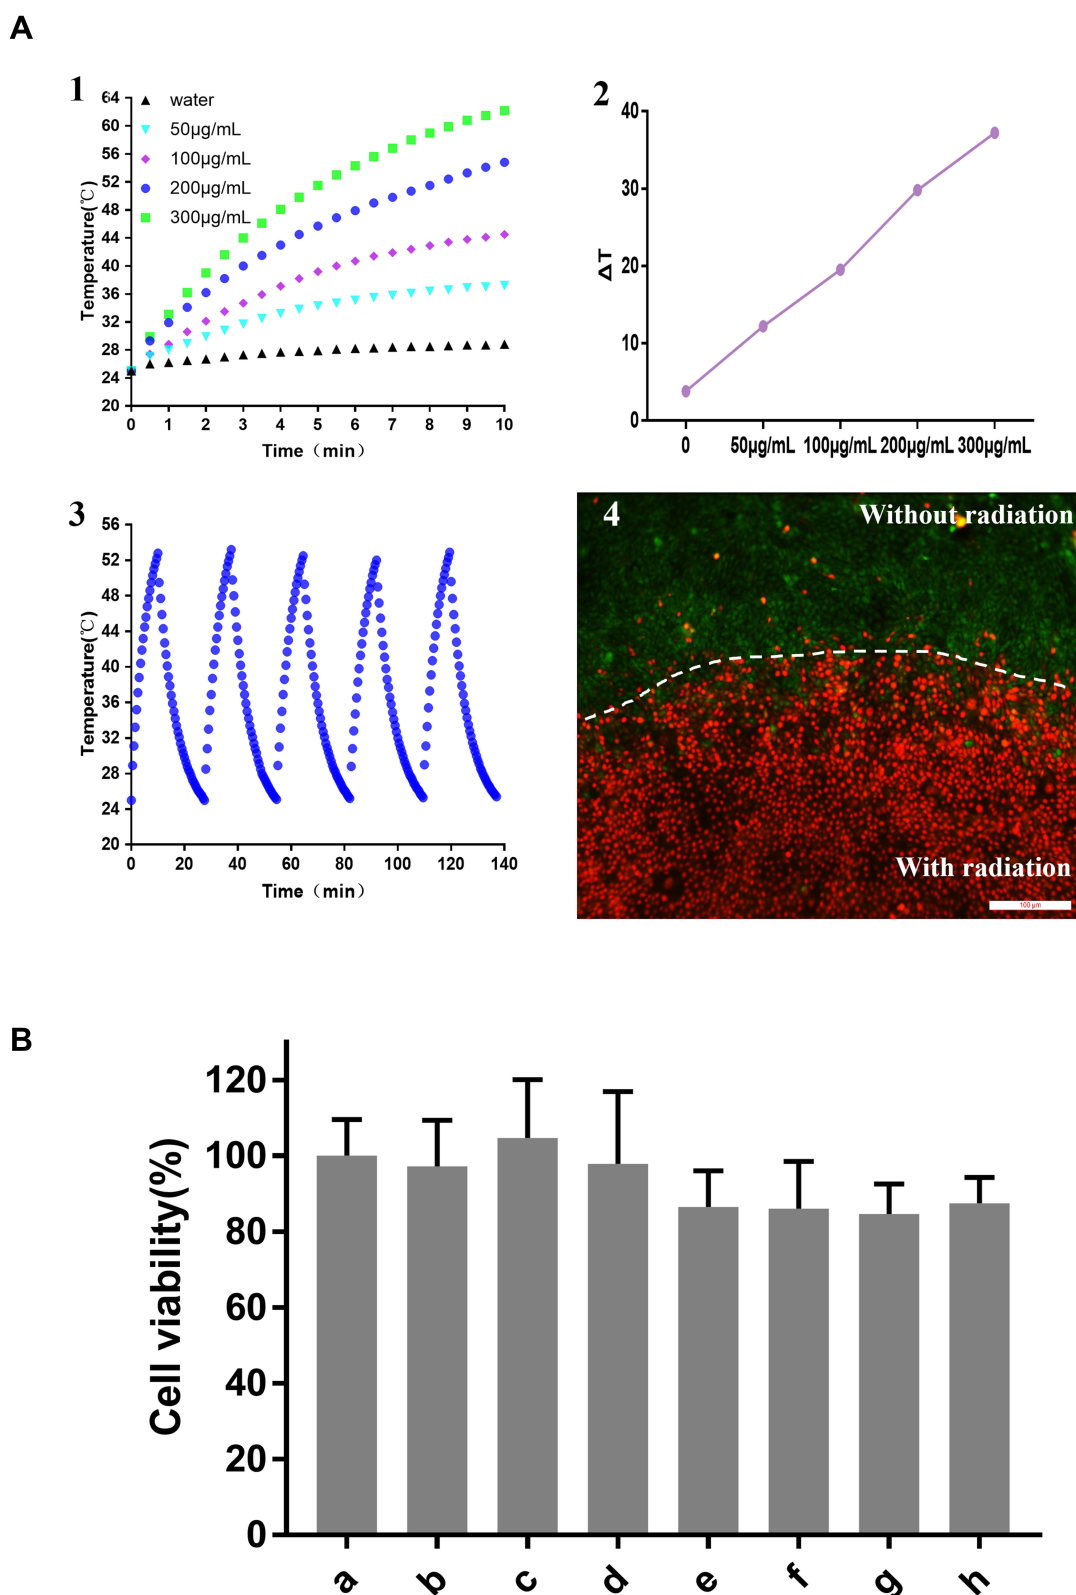 A
1
64
60
56
52
48
44
40
36
32
28
24
20
Temperature(℃)
water
50μg/mL
100μg/mL
200μg/mL
300μg/mL
0 1 2 3 4 5 6 7 8 9 10
Time（min）
2
40
30
20
10
0
ΔT
0 50μg/mL 100μg/mL 200μg/mL 300μg/mL
3
56
52
48
44
40
36
32
28
24
20
Temperature(℃)
0 20 40 60 80 100 120 140
Time（min）
4
Without radiation
With radiation
100 μm
B
120
100
80
60
40
20
0
Cell viability(%)
a b c d e f g h